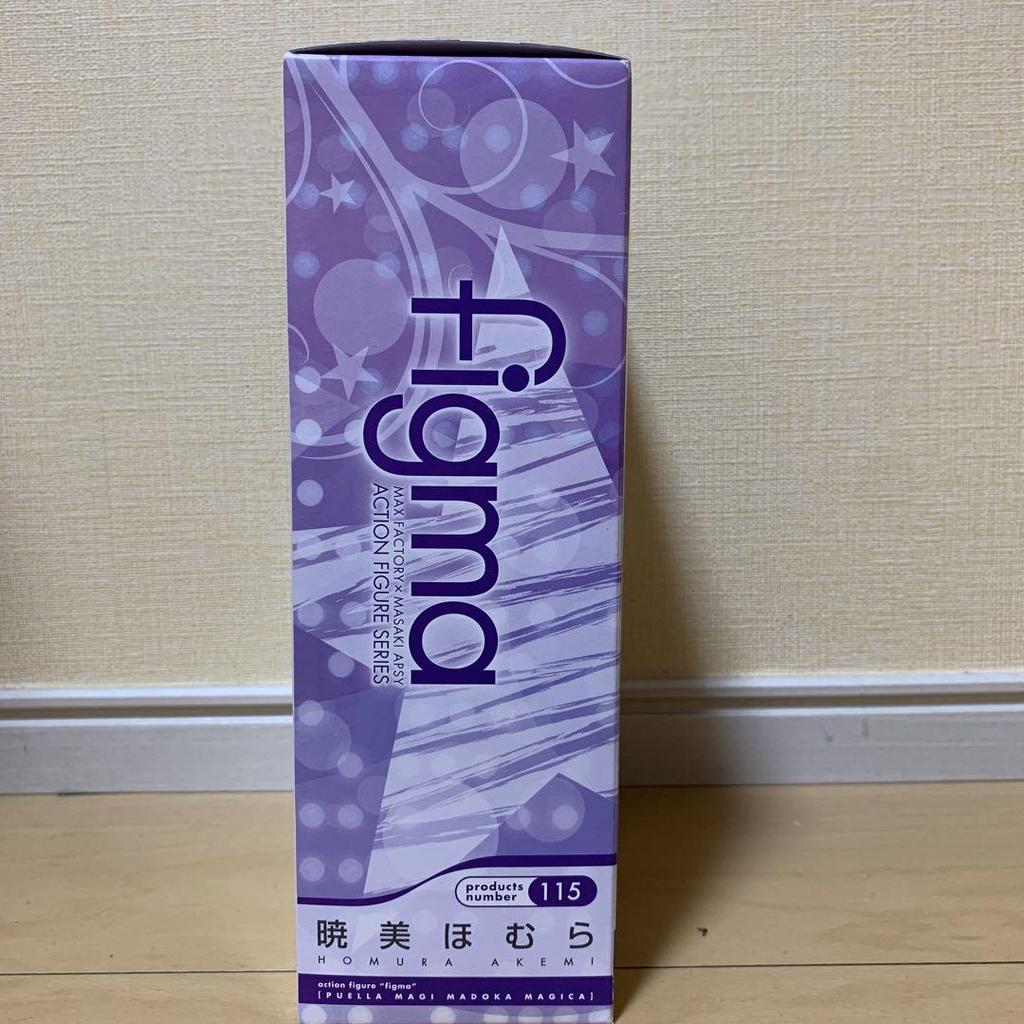 figma
MAX FACTORY×MASAKI APSY
ACTION FIGURE SERIES
products
number 115
暁美ほむら
HOMURA AKEMI
action figure "figma"
[PUELLA MAGI MADOKA MAGICA]